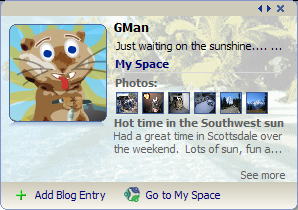 GMan
Just waiting on the sunshine.... ...
My Space
Photos:
Hot time in the Southwest sun
Had a great time in Scottsdale over
the weekend. Lots of sun, fun a...
See more
Add Blog Entry
Go to My Space